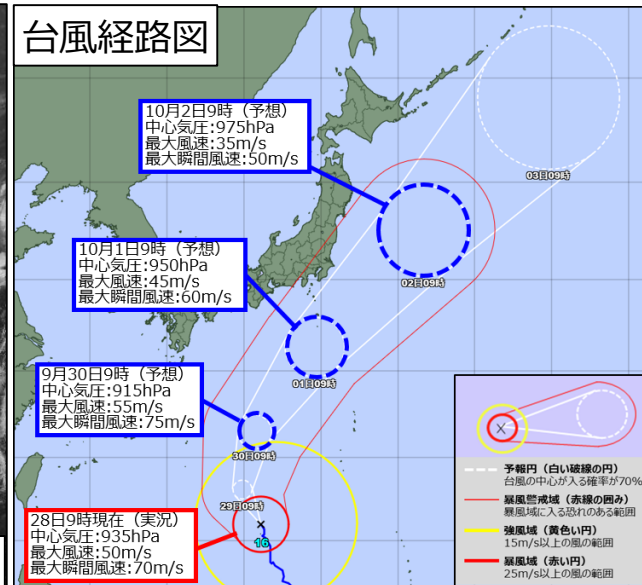 台風経路図
10月2日9時（予想）
中心気圧:975hPa
最大風速:35m/s
最大瞬間風速:50m/s
03日09時
10月1日9時（予想）
中心気圧:950hPa
最大風速:45m/s
最大瞬間風速:60m/s
02日09時
01日09時
9月30日9時（予想）
中心気圧:915hPa
最大風速:55m/s
最大瞬間風速:75m/s
30日09時
29日09時
28日9時現在（実況）
中心気圧:935hPa
最大風速:50m/s
最大瞬間風速:70m/s
16
予報円（白い破線の円）
台風の中心が入る確率が70%
暴風警戒域（赤線の囲み）
暴風域に入る恐れのある範囲
強風域（黄色い円）
15m/s以上の風の範囲
暴風域（赤い円）
25m/s以上の風の範囲